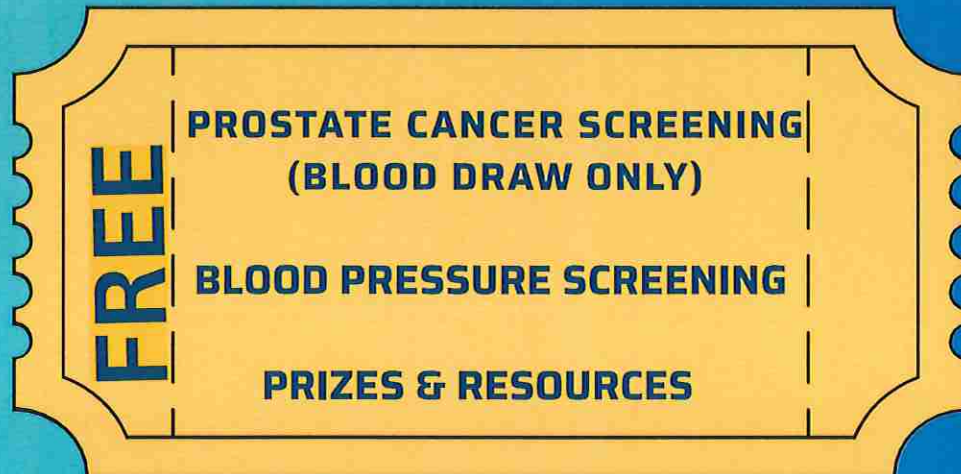 FREE
PROSTATE CANCER SCREENING
(BLOOD DRAW ONLY)
BLOOD PRESSURE SCREENING
PRIZES & RESOURCES